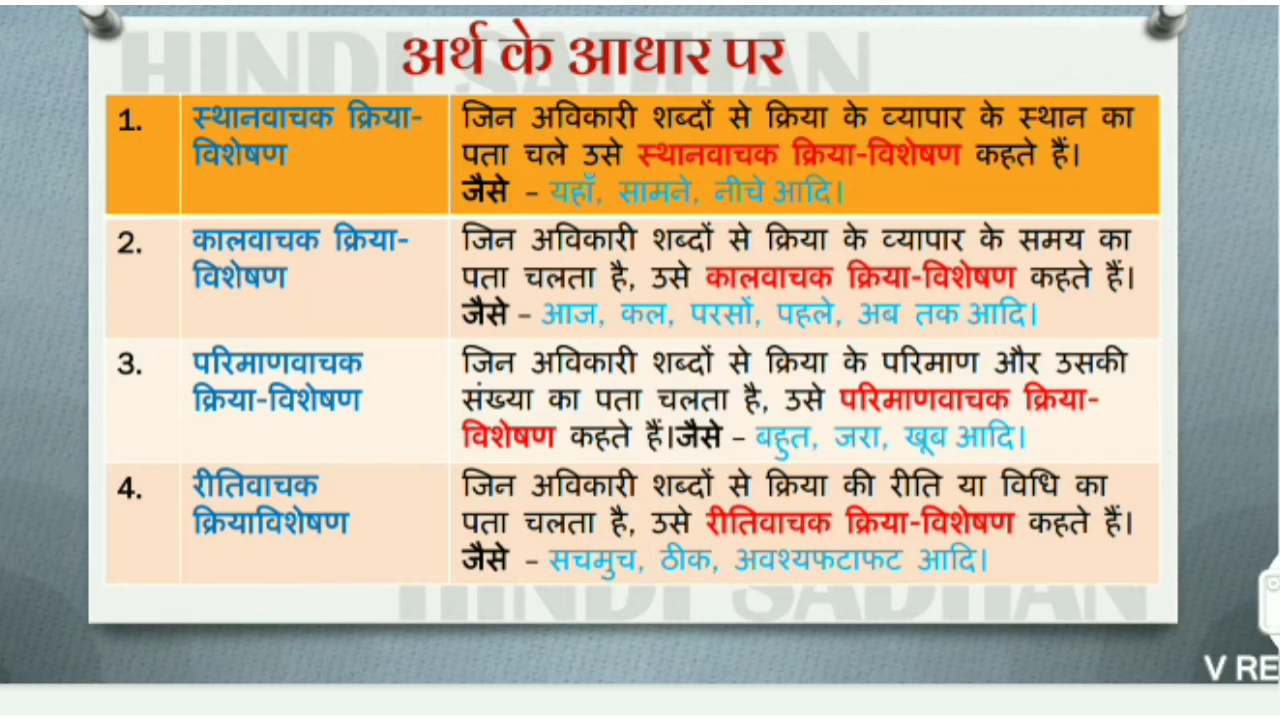 HINDI SADHAN
अर्थ के आधार पर
1.
स्थानवाचक क्रिया-
विशेषण
जिन अविकारी शब्दों से क्रिया के व्यापार के स्थान का
पता चले उसे स्थानवाचक क्रिया-विशेषण कहते हैं।
जैसे – यहाँ, सामने, नीचे आदि।
2.
कालवाचक क्रिया-
विशेषण
जिन अविकारी शब्दों से क्रिया के व्यापार के समय का
पता चलता है, उसे कालवाचक क्रिया-विशेषण कहते हैं।
जैसे – आज, कल, परसों, पहले, अब तक आदि।
3.
परिमाणवाचक
क्रिया-विशेषण
जिन अविकारी शब्दों से क्रिया के परिमाण और उसकी
संख्या का पता चलता है, उसे परिमाणवाचक क्रिया-
विशेषण कहते हैं।जैसे – बहुत, जरा, खूब आदि।
4.
रीतिवाचक
क्रियाविशेषण
जिन अविकारी शब्दों से क्रिया की रीति या विधि का
पता चलता है, उसे रीतिवाचक क्रिया-विशेषण कहते हैं।
जैसे – सचमुच, ठीक, अवश्यफटाफट आदि।
HINDI SADHAN
V RE